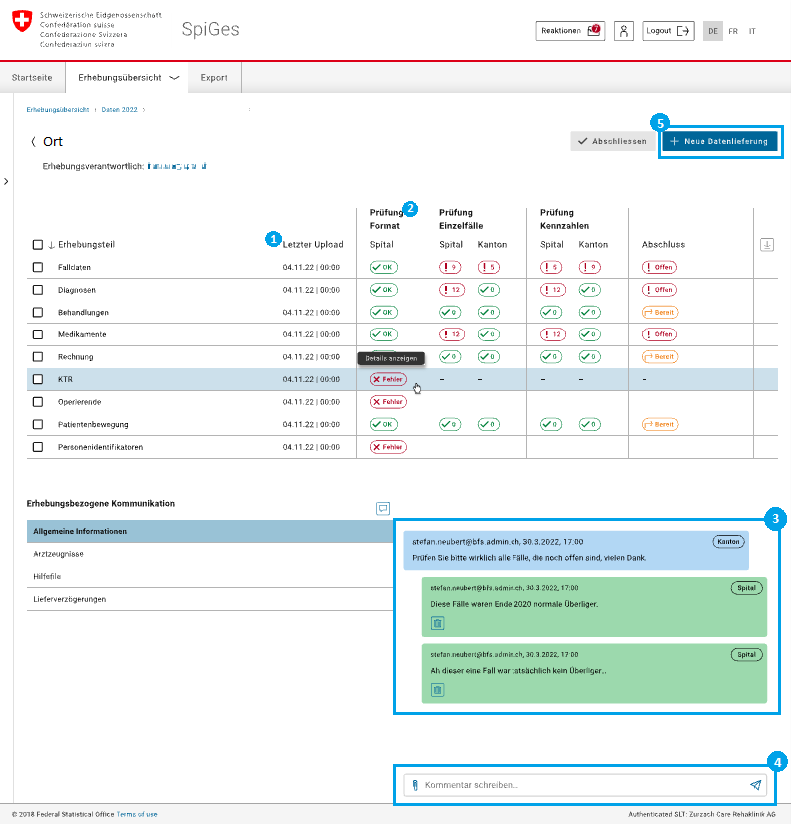 Schweizerische Eidgenossenschaft
Confédération suisse
Confederazione Svizzera
Confederaziun svizra
SpiGes
Reaktionen 7
Logout
DE FR IT
Startseite Erhebungsübersicht Export
Erhebungsübersicht › Daten 2022 ›
5
Ort
Abschliessen
+ Neue Datenlieferung
Erhebungsverantwortlich:
Prüfung Format 2 Prüfung Einzelfälle Prüfung Kennzahlen
Erhebungsteil 1 Letzter Upload Spital Spital Kanton Spital Kanton Abschluss
Falldaten 04.11.22 | 00:00 OK 9 5 5 9 Offen
Diagnosen 04.11.22 | 00:00 OK 12 0 12 0 Offen
Behandlungen 04.11.22 | 00:00 OK 0 0 0 0 Bereit
Medikamente 04.11.22 | 00:00 OK 12 0 12 0 Offen
Rechnung 04.11.22 | 00:00 0 0 0 0 Bereit
Details anzeigen
KTR 04.11.22 | 00:00 Fehler – – – – –
Operierende 04.11.22 | 00:00 Fehler
Patientenbewegung 04.11.22 | 00:00 OK 0 0 0 0 Bereit
Personenidentifikatoren 04.11.22 | 00:00 Fehler
Erhebungsbezogene Kommunikation
Allgemeine Informationen
Arztzeugnisse
Hilfefile
Lieferverzögerungen
3
stefan.neubert@bfs.admin.ch, 30.3.2022, 17:00 Kanton
Prüfen Sie bitte wirklich alle Fälle, die noch offen sind, vielen Dank.
stefan.neubert@bfs.admin.ch, 30.3.2022, 17:00 Spital
Diese Fälle waren Ende 2020 normale Überliger.
stefan.neubert@bfs.admin.ch, 30.3.2022, 17:00 Spital
Ah dieser eine Fall war tatsächlich kein Überliger...
4
Kommentar schreiben...
© 2018 Federal Statistical Office Terms of use
Authenticated SLT: Zurzach Care Rehaklinik AG